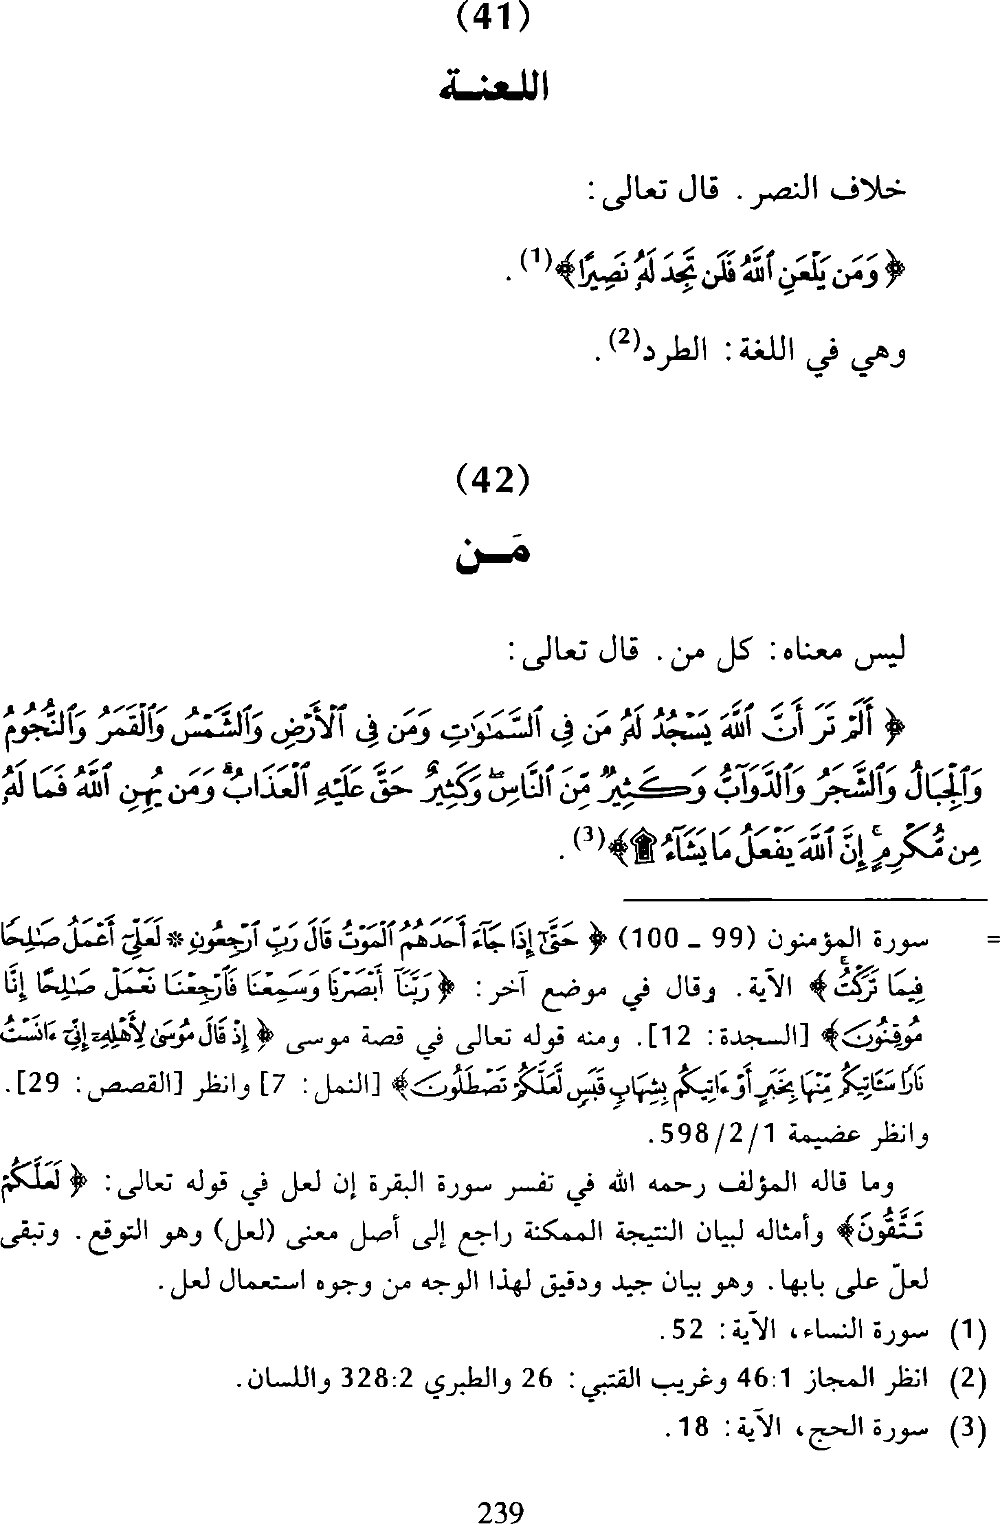 (41)
اللعنة
خلاف النصر. قال تعالى:
﴿وَمَن يَلْعَنِ ٱللَّهُ فَلَن تَجِدَ لَهُ نَصِيرًا﴾(1).
وهي في اللغة: الطرد(2).
(42)
مَن
ليس معناه: كل من. قال تعالى:
﴿أَلَمْ تَرَ أَنَّ ٱللَّهَ يَسْجُدُ لَهُ مَن فِى ٱلسَّمَٰوَٰتِ وَمَن فِى ٱلْأَرْضِ وَٱلشَّمْسُ وَٱلْقَمَرُ وَٱلنُّجُومُ
وَٱلْجِبَالُ وَٱلشَّجَرُ وَٱلدَّوَآبُّ وَكَثِيرٌ مِّنَ ٱلنَّاسِ ۖ وَكَثِيرٌ حَقَّ عَلَيْهِ ٱلْعَذَابُ ۗ وَمَن يُهِنِ ٱللَّهُ فَمَا لَهُ
مِن مُّكْرِمٍ ۚ إِنَّ ٱللَّهَ يَفْعَلُ مَا يَشَآءُ ۩﴾(3).
= سورة المؤمنون (99 – 100) ﴿حَتَّىٰٓ إِذَا جَآءَ أَحَدَهُمُ ٱلْمَوْتُ قَالَ رَبِّ ٱرْجِعُونِ * لَعَلِّىٓ أَعْمَلُ صَٰلِحًا
فِيمَا تَرَكْتُ ۚ﴾ الآية. وقال في موضع آخر: ﴿رَبَّنَآ أَبْصَرْنَا وَسَمِعْنَا فَٱرْجِعْنَا نَعْمَلْ صَٰلِحًا إِنَّا
مُوقِنُونَ﴾ [السجدة: 12]. ومنه قوله تعالى في قصة موسى ﴿إِذْ قَالَ مُوسَىٰ لِأَهْلِهِۦٓ إِنِّىٓ ءَانَسْتُ
نَارًا سَـَٔاتِيكُم مِّنْهَا بِخَبَرٍ أَوْ ءَاتِيكُم بِشِهَابٍ قَبَسٍ لَّعَلَّكُمْ تَصْطَلُونَ﴾ [النمل: 7] وانظر [القصص: 29].
وانظر عضيمة 598/2/1.
وما قاله المؤلف رحمه الله في تفسر سورة البقرة إن لعل في قوله تعالى: ﴿لَعَلَّكُمْ
تَتَّقُونَ﴾ وأمثاله لبيان النتيجة الممكنة راجع إلى أصل معنى (لعل) وهو التوقع. وتبقى
لعلّ على بابها. وهو بيان جيد ودقيق لهذا الوجه من وجوه استعمال لعل.
(1) سورة النساء، الآية: 52.
(2) انظر المجاز 46:1 وغريب القتبي: 26 والطبري 328:2 واللسان.
(3) سورة الحج، الآية: 18.
239